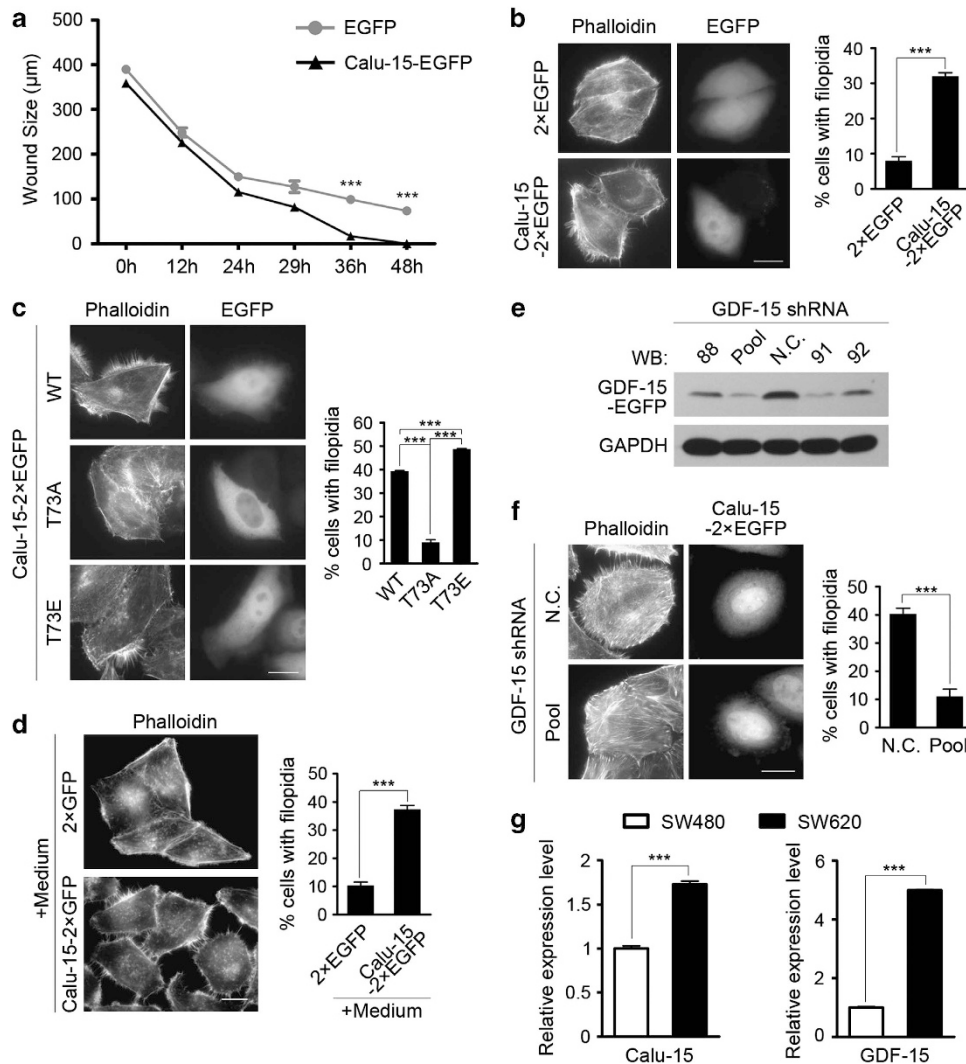 a
500
400
300
200
100
0
Wound Size (µm)
0h 12h 24h 29h 36h 48h
EGFP
Calu-15-EGFP
***
***
b
Phalloidin EGFP
2×EGFP
Calu-15
-2×EGFP
***
40
30
20
10
0
% cells with filopidia
2×EGFP
Calu-15
-2×EGFP
c
Phalloidin EGFP
Calu-15-2×EGFP
WT
T73A
T73E
***
*** ***
60
50
40
30
20
10
0
% cells with filopidia
WT T73A T73E
d
Phalloidin
+Medium
2×GFP
Calu-15-2×GFP
***
50
40
30
20
10
0
% cells with filopidia
2×EGFP
Calu-15
-2×EGFP
+Medium
e
GDF-15 shRNA
WB: 88 Pool N.C. 91 92
GDF-15
-EGFP
GAPDH
f
Phalloidin
Calu-15
-2×EGFP
GDF-15 shRNA
N.C.
Pool
***
50
40
30
20
10
0
% cells with filopidia
N.C. Pool
g
SW480 SW620
***
2
1.5
1
0.5
0
Relative expression level
Calu-15
***
6
4
2
0
Relative expression level
GDF-15